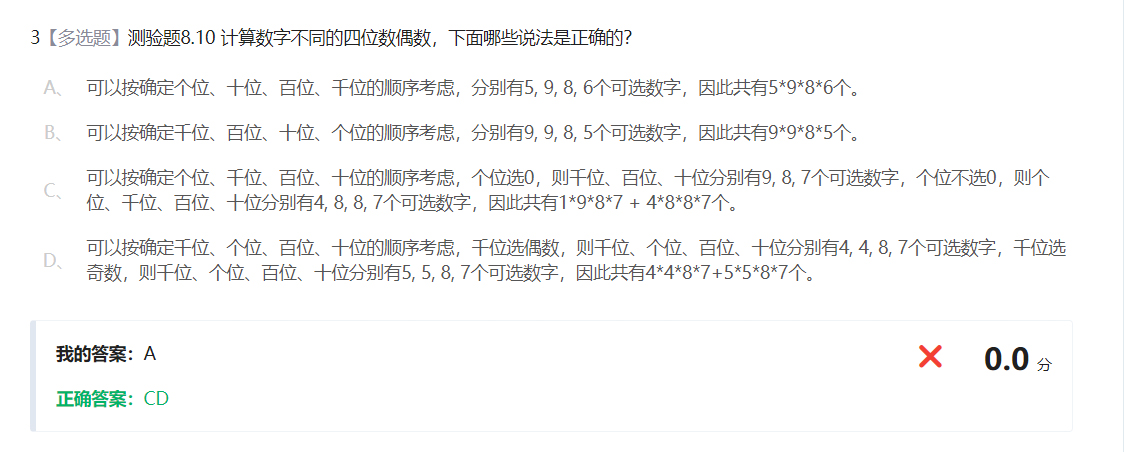 3【多选题】测验题8.10 计算数字不同的四位数偶数，下面哪些说法是正确的？
A、 可以按确定个位、十位、百位、千位的顺序考虑，分别有5, 9, 8, 6个可选数字，因此共有5*9*8*6个。
B、 可以按确定千位、百位、十位、个位的顺序考虑，分别有9, 9, 8, 5个可选数字，因此共有9*9*8*5个。
C、 可以按确定个位、千位、百位、十位的顺序考虑，个位选0，则千位、百位、十位分别有9, 8, 7个可选数字，个位不选0，则个
位、千位、百位、十位分别有4, 8, 8, 7个可选数字，因此共有1*9*8*7 + 4*8*8*7个。
D、 可以按确定千位、个位、百位、十位的顺序考虑，千位选偶数，则千位、个位、百位、十位分别有4, 4, 8, 7个可选数字，千位选
奇数，则千位、个位、百位、十位分别有5, 5, 8, 7个可选数字，因此共有4*4*8*7+5*5*8*7个。
我的答案：A 0.0 分
正确答案：CD